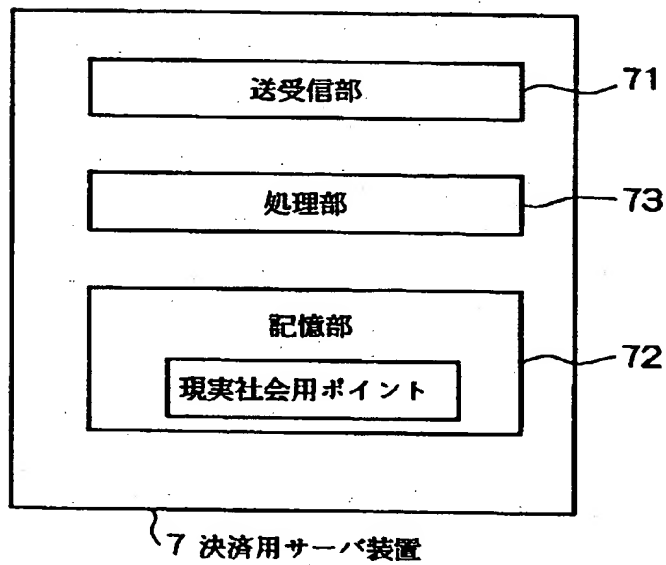 送受信部 71
処理部 73
記憶部 72
現実社会用ポイント
7 決済用サーバ装置